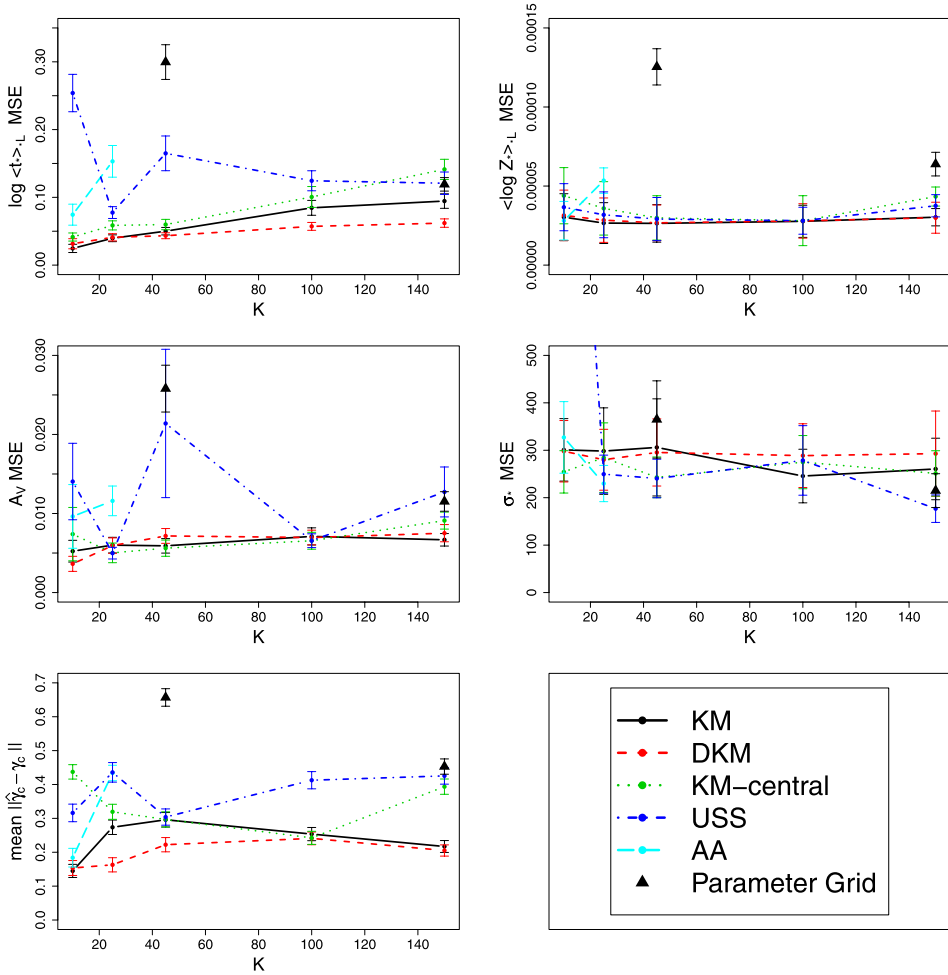 0.00 0.10 0.20 0.30
log <t*>*L MSE
20 40 60 80 100 120 140
K
0.00000 0.00005 0.00010 0.00015
<log Z*>*L MSE
20 40 60 80 100 120 140
K
0.000 0.010 0.020 0.030
AV MSE
20 40 60 80 100 120 140
K
0 100 200 300 400 500
σ* MSE
20 40 60 80 100 120 140
K
0.0 0.1 0.2 0.3 0.4 0.5 0.6 0.7
mean ||γ̂c−γc||
20 40 60 80 100 120 140
K
KM
DKM
KM−central
USS
AA
Parameter Grid